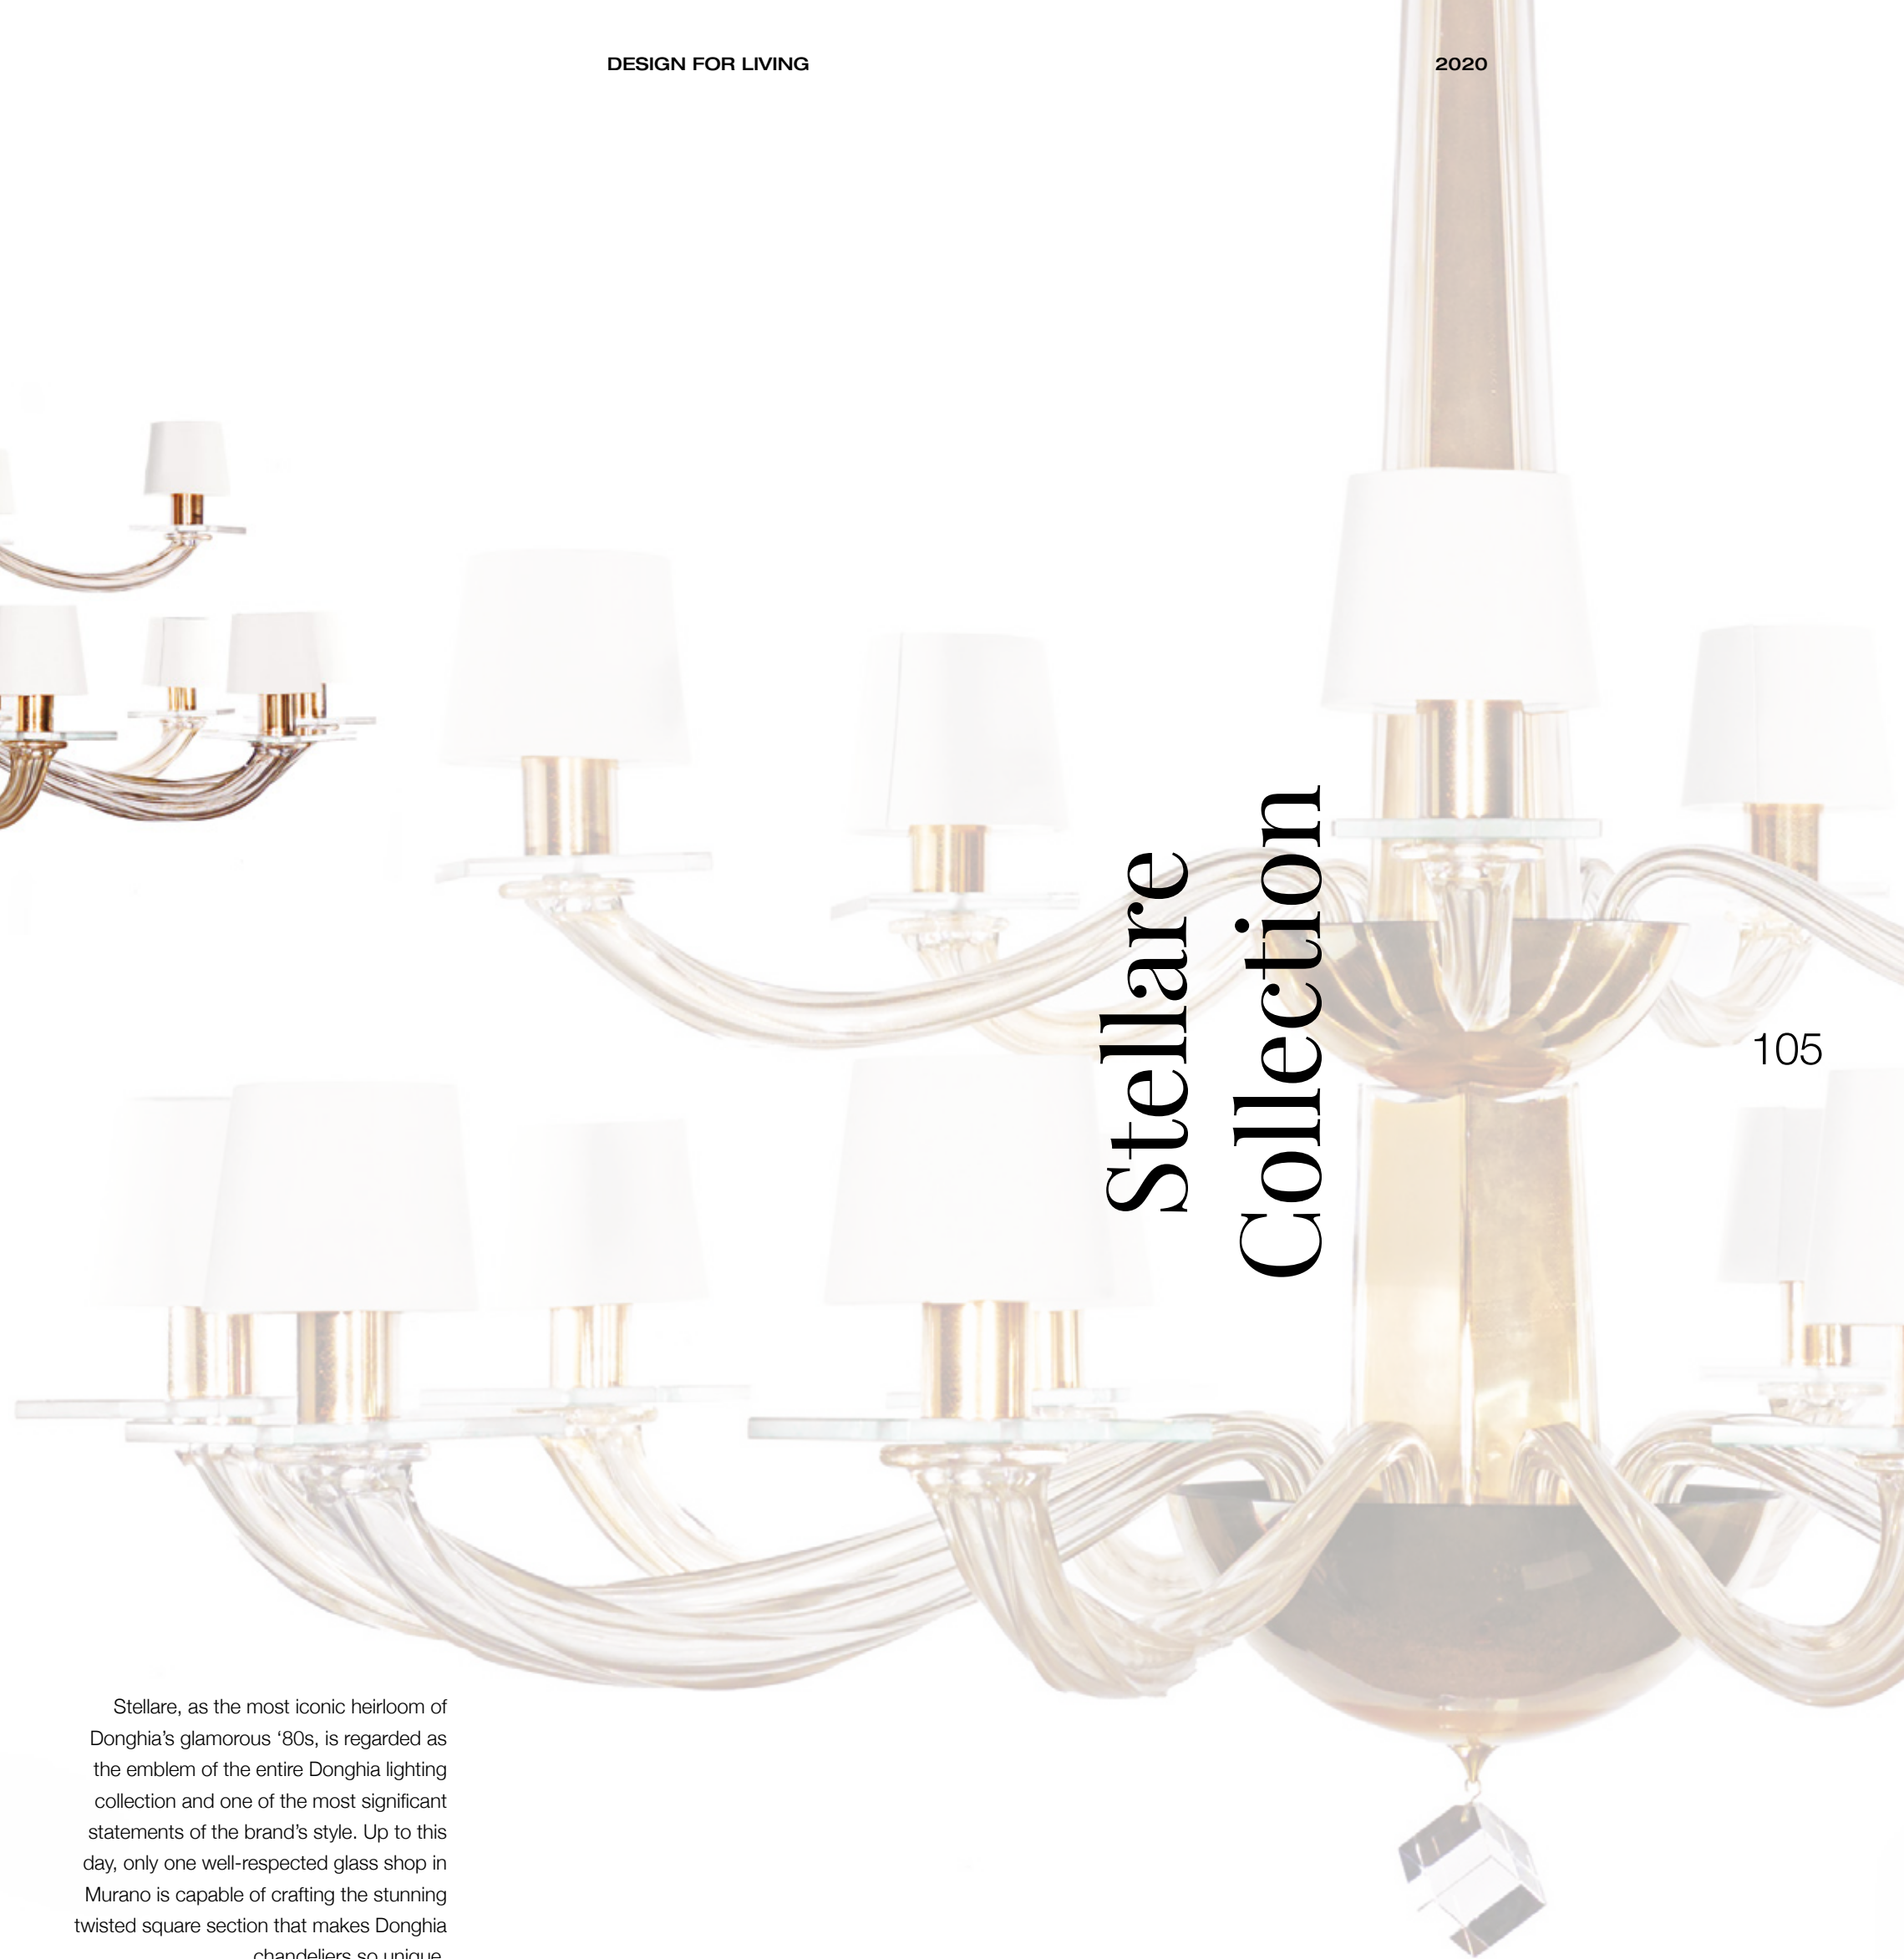 DESIGN FOR LIVING
2020
Stellare
Collection
105
Stellare, as the most iconic heirloom of
Donghia’s glamorous ‘80s, is regarded as
the emblem of the entire Donghia lighting
collection and one of the most significant
statements of the brand’s style. Up to this
day, only one well-respected glass shop in
Murano is capable of crafting the stunning
twisted square section that makes Donghia
chandeliers so unique.